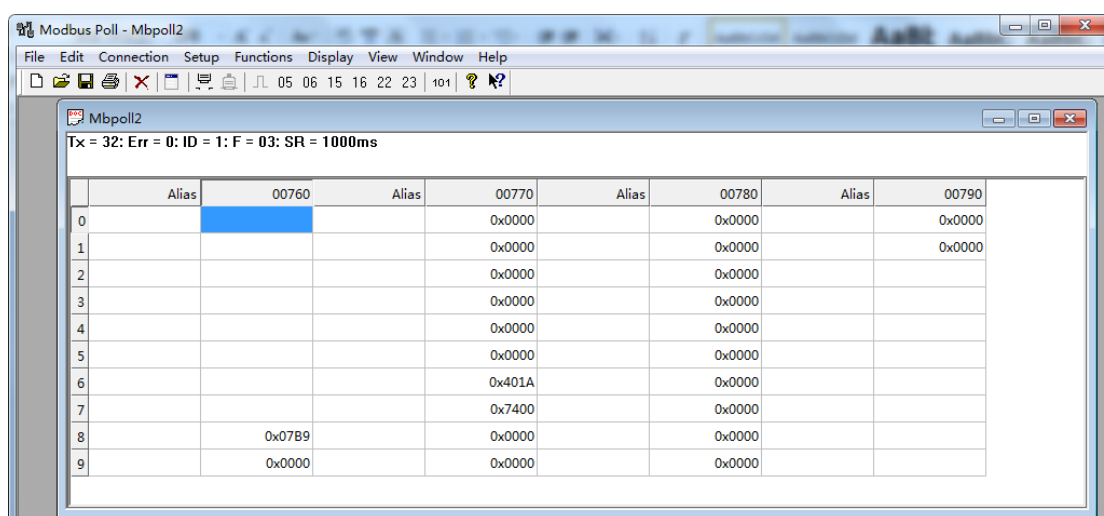 Modbus Poll - Mbpoll2
File Edit Connection Setup Functions Display View Window Help
05 06 15 16 22 23 101
Mbpoll2
Tx = 32: Err = 0: ID = 1: F = 03: SR = 1000ms
Alias 00760 Alias 00770 Alias 00780 Alias 00790
0 0x0000 0x0000 0x0000
1 0x0000 0x0000 0x0000
2 0x0000 0x0000
3 0x0000 0x0000
4 0x0000 0x0000
5 0x0000 0x0000
6 0x401A 0x0000
7 0x7400 0x0000
8 0x07B9 0x0000 0x0000
9 0x0000 0x0000 0x0000